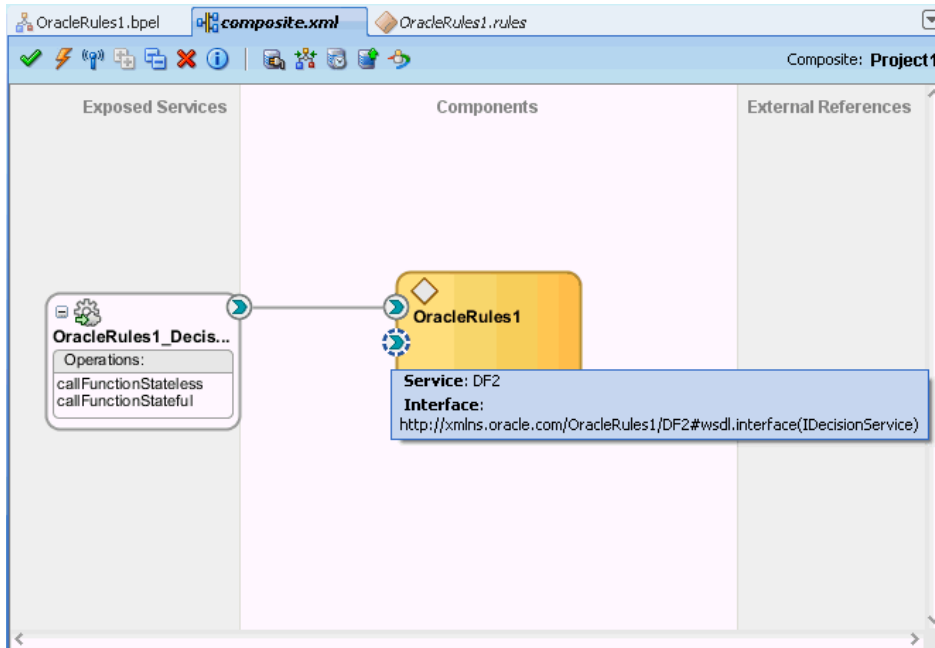 OracleRules1.bpel composite.xml OracleRules1.rules
Composite: Project1
Exposed Services Components External References
OracleRules1_Decis...
Operations:
callFunctionStateless
callFunctionStateful
OracleRules1
Service: DF2
Interface:
http://xmlns.oracle.com/OracleRules1/DF2#wsdl.interface(IDecisionService)